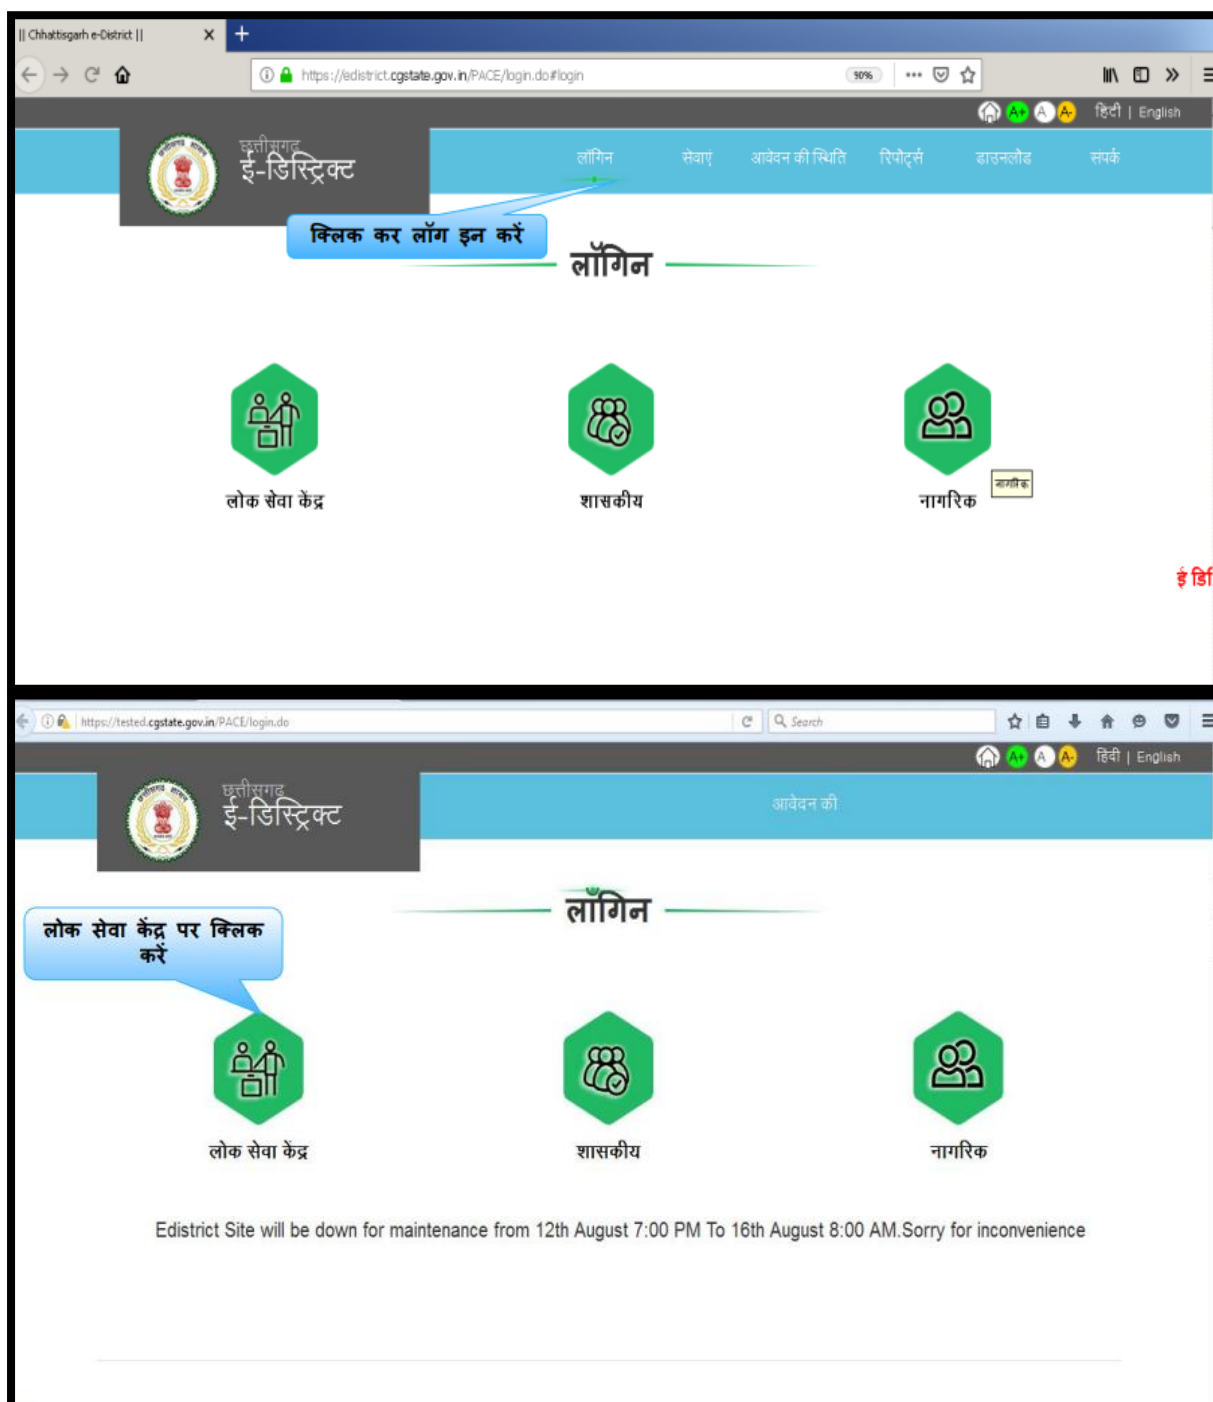 || Chhattisgarh e-District ||
https://edistrict.cgstate.gov.in/PACE/login.do#login
90%
A+ A A- हिंदी | English
छत्तीसगढ़
ई-डिस्ट्रिक्ट
लॉगिन सेवाएं आवेदन की स्थिति रिपोर्ट्स डाउनलोड संपर्क
क्लिक कर लॉग इन करें
लॉगिन
लोक सेवा केंद्र शासकीय नागरिक
नागरिक
ई डि
https://tested.cgstate.gov.in/PACE/login.do
Search
A+ A A- हिंदी | English
छत्तीसगढ़
ई-डिस्ट्रिक्ट
आवेदन की
लॉगिन
लोक सेवा केंद्र पर क्लिक
करें
लोक सेवा केंद्र शासकीय नागरिक
Edistrict Site will be down for maintenance from 12th August 7:00 PM To 16th August 8:00 AM.Sorry for inconvenience